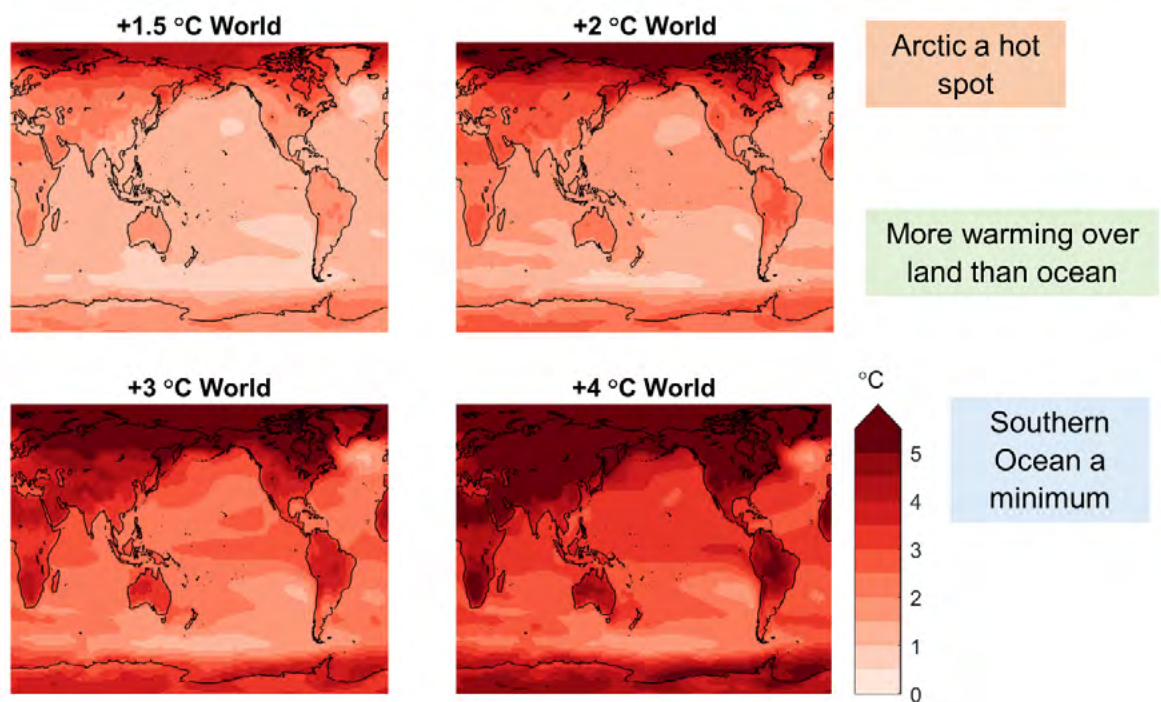 +1.5 °C World
+2 °C World
Arctic a hot
spot
More warming over
land than ocean
+3 °C World
+4 °C World
°C
5
4
3
2
1
0
Southern
Ocean a
minimum